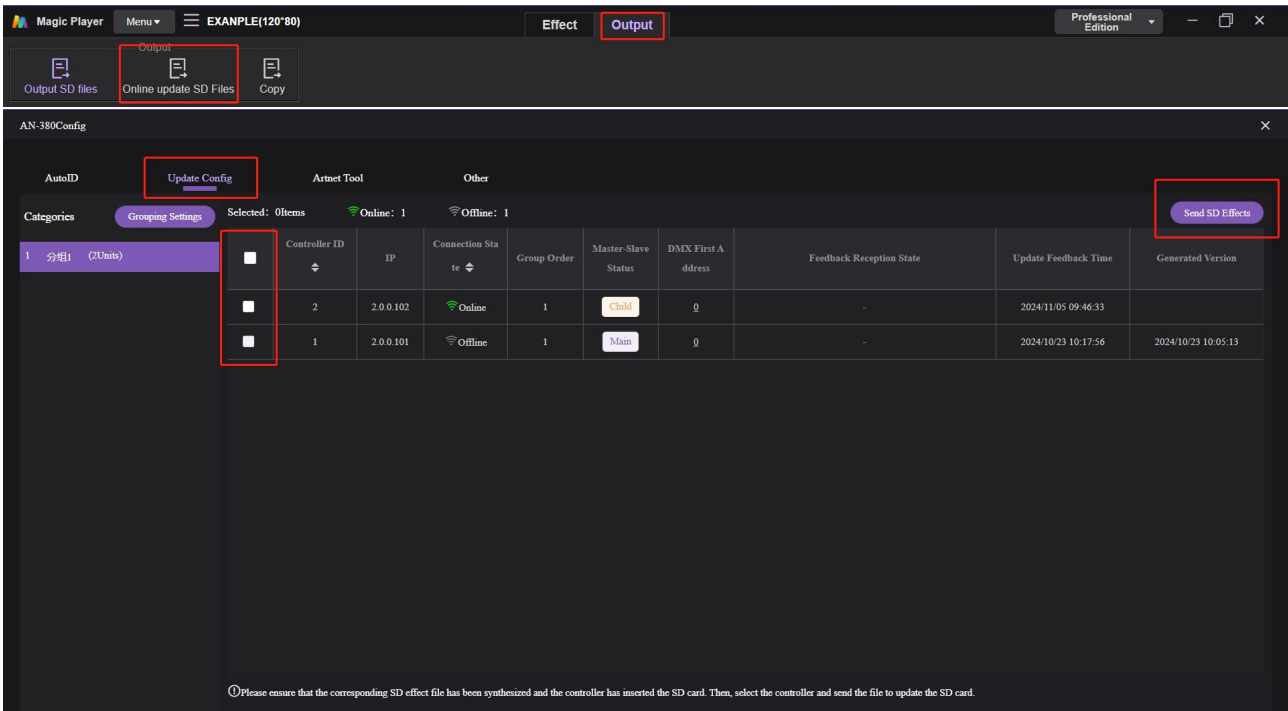 Magic Player Menu▾ EXANPLE(120*80) Effect Output Professional
Edition
Output
Output SD files Online update SD Files Copy
AN-380Config
AutoID Update Config Artnet Tool Other
Categories Grouping Settings Selected: 0Items Online: 1 Offline: 1 Send SD Effects
1 分组1 (2Units)
Controller ID IP Connection Sta
te Group Order Master-Slave
Status DMX First A
ddress Feedback Reception State Update Feedback Time Generated Version
2 2.0.0.102 Online 1 Child 0 - 2024/11/05 09:46:33
1 2.0.0.101 Offline 1 Main 0 - 2024/10/23 10:17:56 2024/10/23 10:05:13
Please ensure that the corresponding SD effect file has been synthesized and the controller has inserted the SD card. Then, select the controller and send the file to update the SD card.